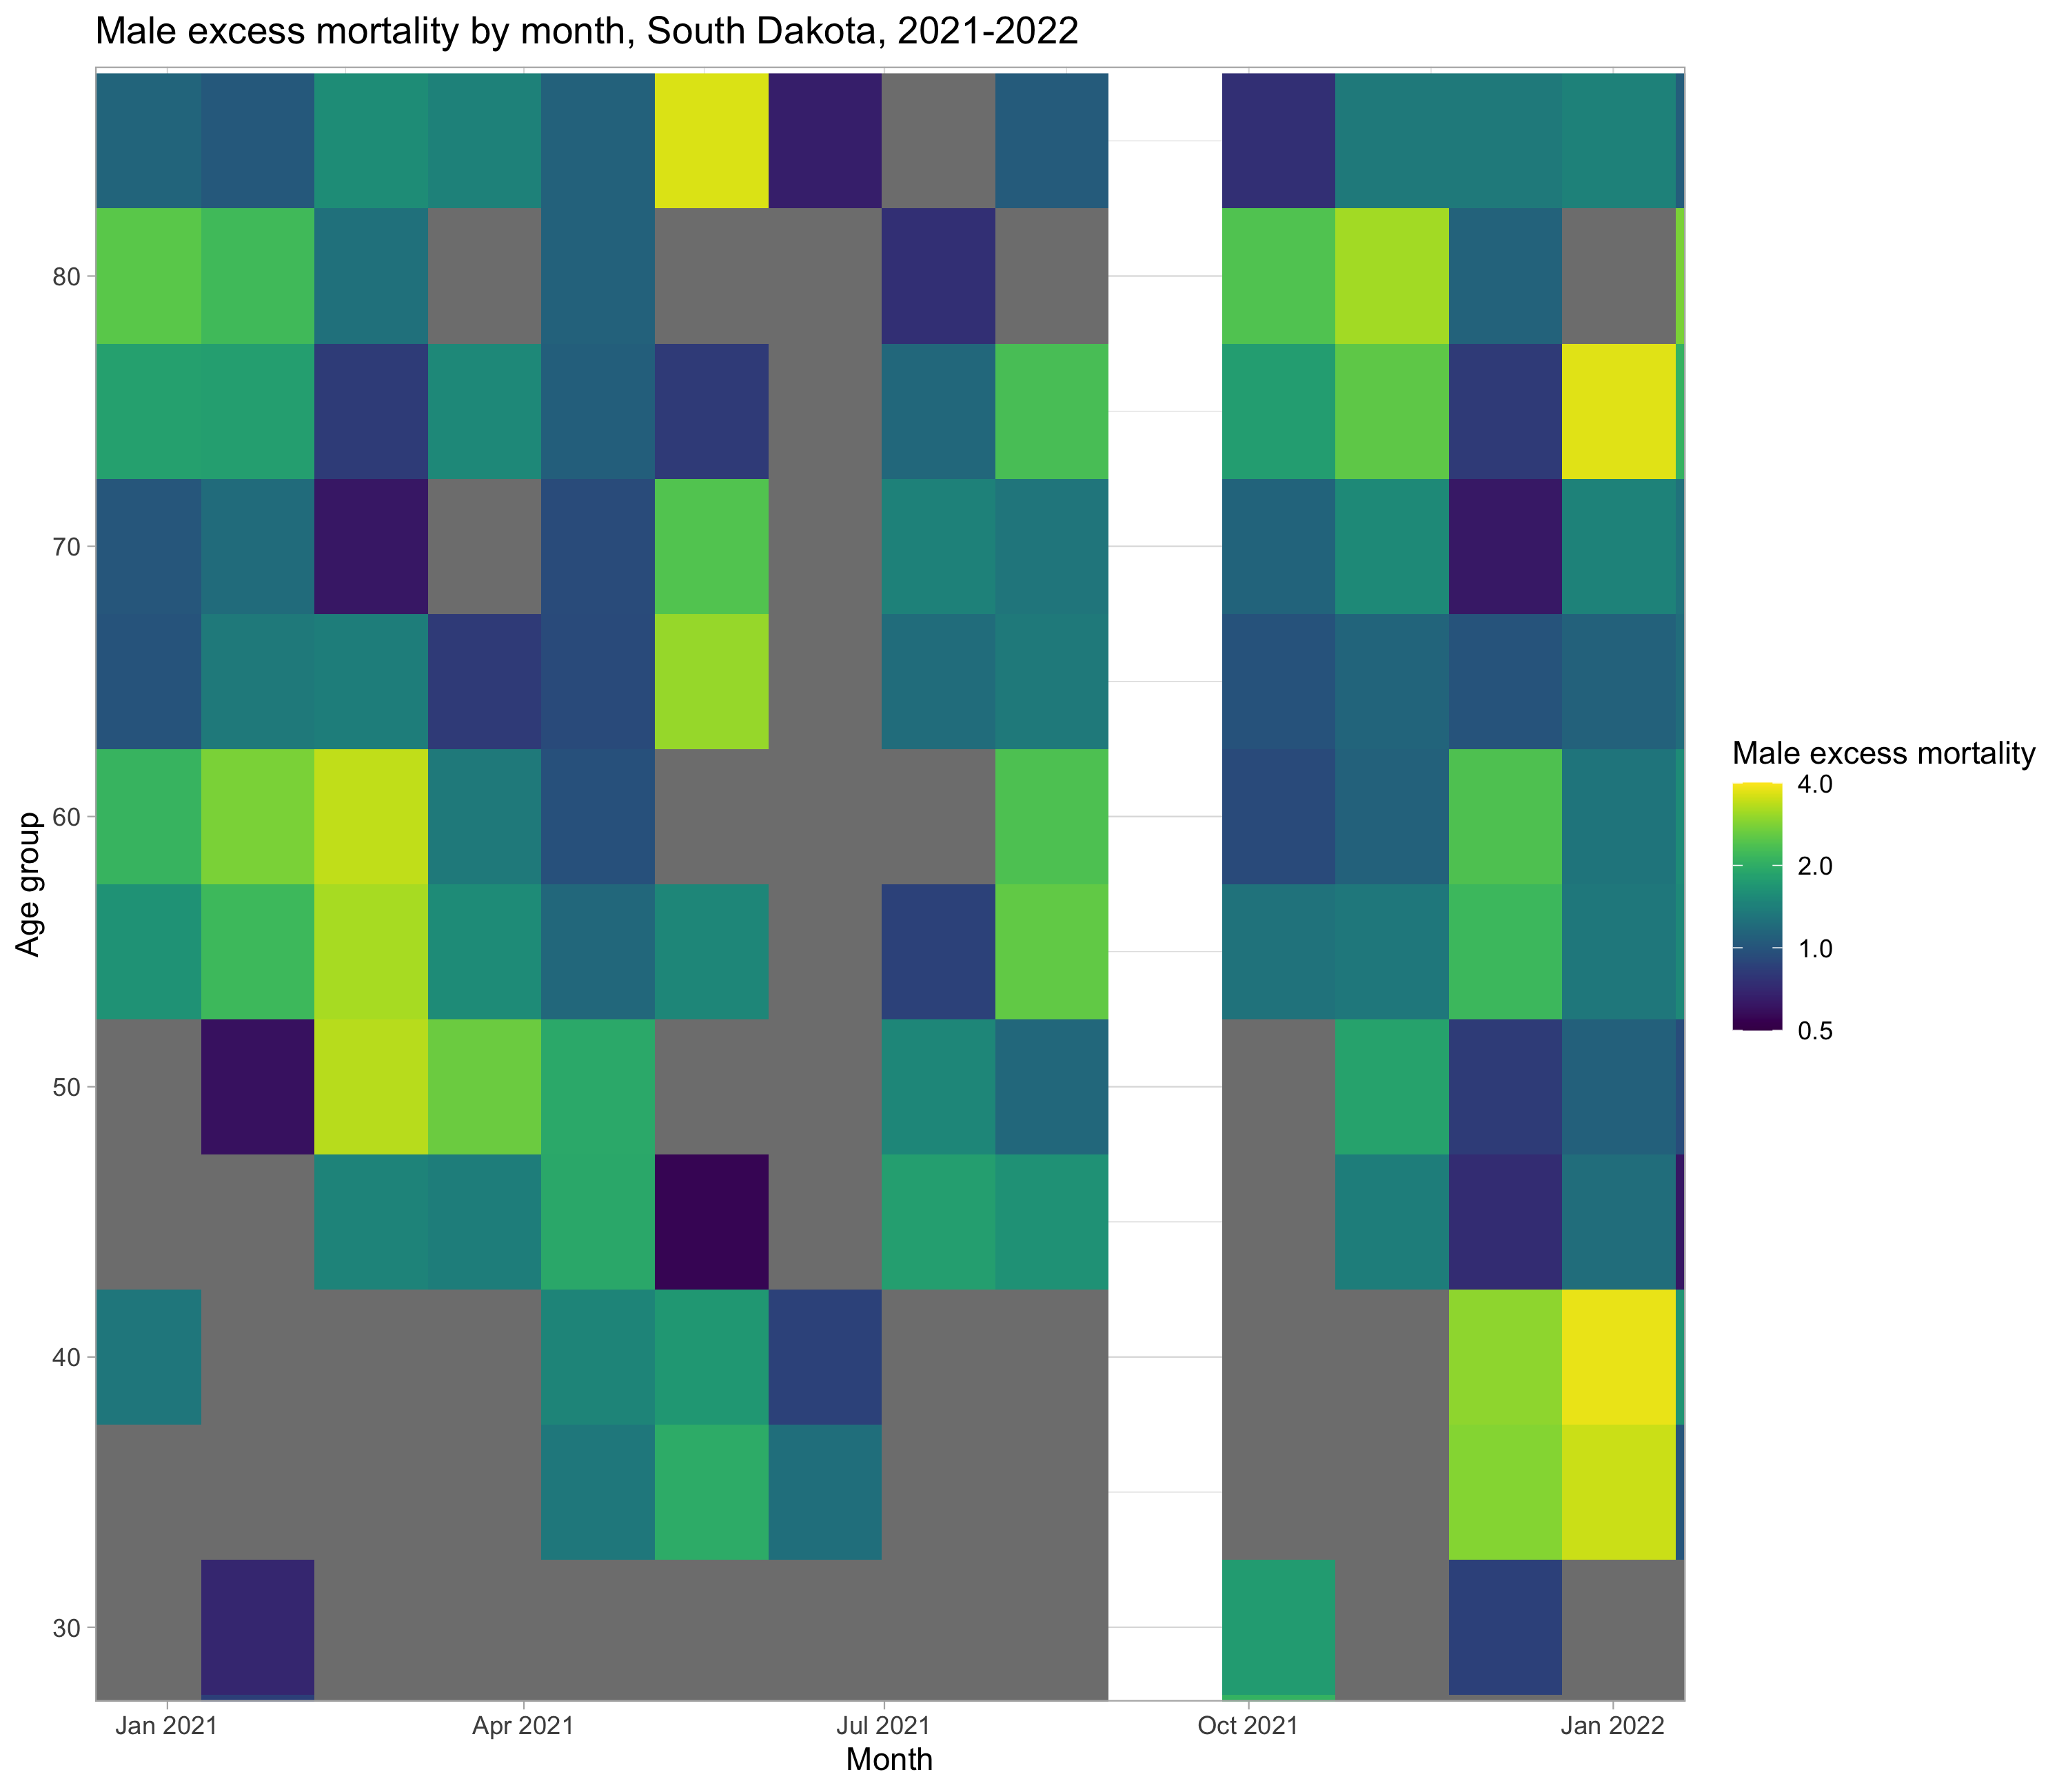 Male excess mortality by month, South Dakota, 2021-2022
80
70
60
50
40
30
Age group
Jan 2021
Apr 2021
Jul 2021
Oct 2021
Jan 2022
Month
Male excess mortality
4.0
2.0
1.0
0.5